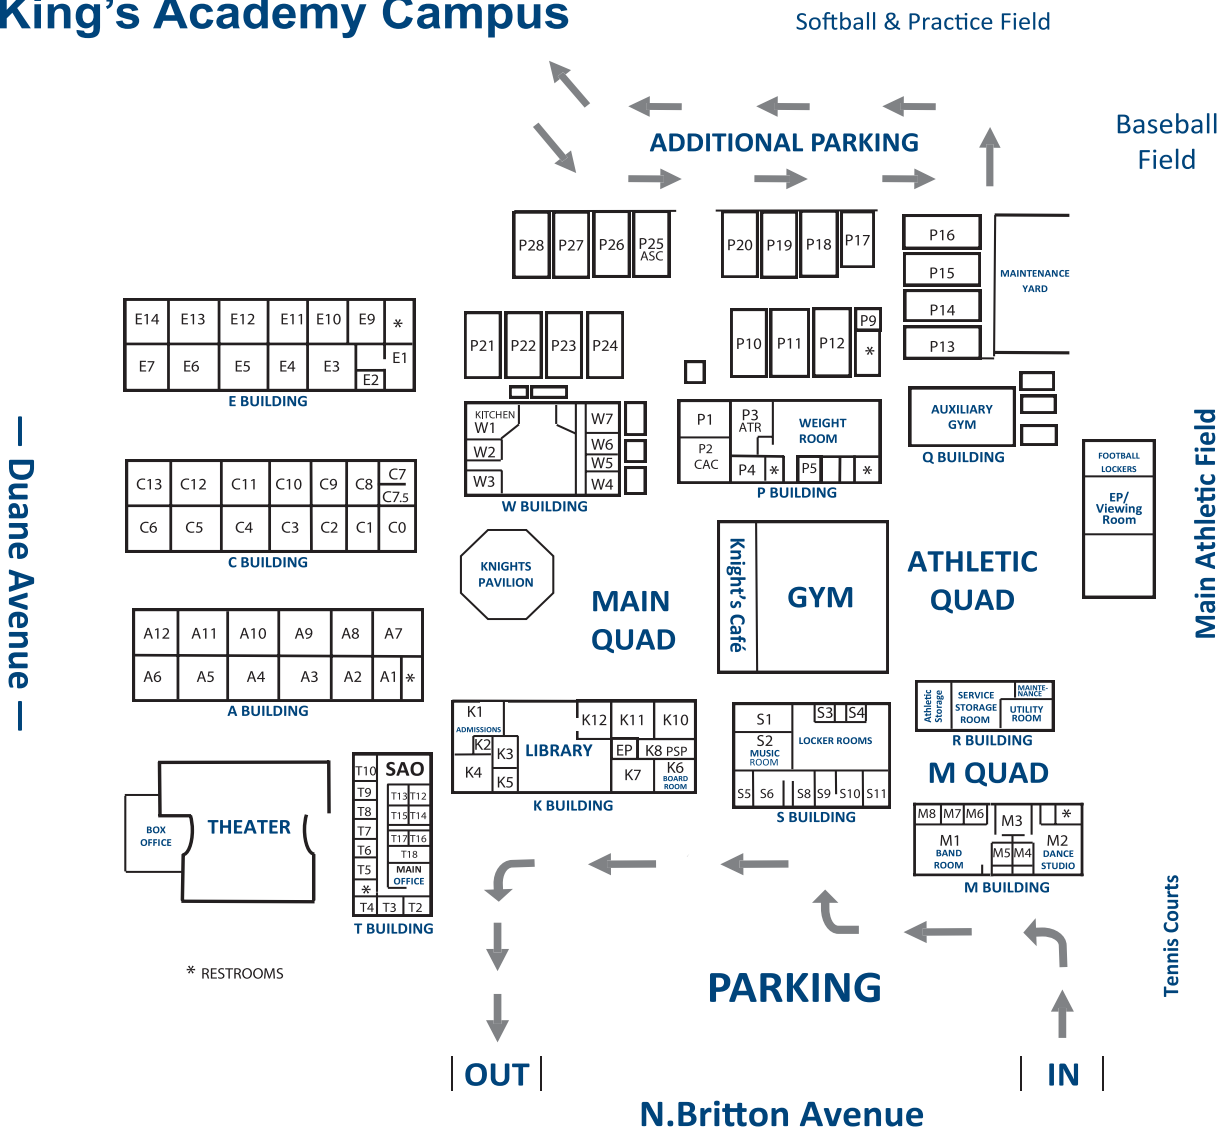 King's Academy Campus
Softball & Practice Field
Baseball
Field
ADDITIONAL PARKING
P28
P27
P26
P25
ASC
P20
P19
P18
P17
P16
P15
P14
P13
MAINTENANCE
YARD
E14
E13
E12
E11
E10
E9
*
E7
E6
E5
E4
E3
E2
E1
E BUILDING
P21
P22
P23
P24
P10
P11
P12
P9
*
KITCHEN
W1
W2
W3
W7
W6
W5
W4
W BUILDING
P1
P2
CAC
P3
ATR
WEIGHT
ROOM
P4
*
P5
*
P BUILDING
AUXILIARY
GYM
Q BUILDING
FOOTBALL
LOCKERS
EP/
Viewing
Room
Main Athletic Field
— Duane Avenue —
C13
C12
C11
C10
C9
C8
C7
C7.5
C6
C5
C4
C3
C2
C1
C0
C BUILDING
KNIGHTS
PAVILION
MAIN
QUAD
Knight's Café
GYM
ATHLETIC
QUAD
A12
A11
A10
A9
A8
A7
A6
A5
A4
A3
A2
A1
*
A BUILDING
K1
ADMISSIONS
K2
K3
K4
K5
LIBRARY
K12
K11
K10
EP
K8 PSP
K7
K6
BOARD
ROOM
K BUILDING
S1
S2
MUSIC
ROOM
S3
S4
LOCKER ROOMS
S5
S6
S8
S9
S10
S11
S BUILDING
Athletic
Storage
SERVICE
STORAGE
ROOM
MAINTE-
NANCE
UTILITY
ROOM
R BUILDING
M QUAD
M8
M7
M6
M3
*
M1
BAND
ROOM
M5
M4
M2
DANCE
STUDIO
M BUILDING
BOX
OFFICE
THEATER
T10
SAO
T9
T13
T12
T8
T15
T14
T7
T17
T16
T6
T18
T5
MAIN
OFFICE
*
T4
T3
T2
T BUILDING
* RESTROOMS
PARKING
Tennis Courts
OUT
IN
N.Britton Avenue